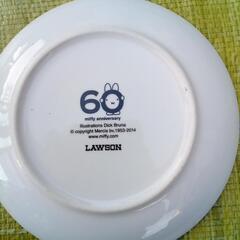 60
miffy anniversary
Illustrations Dick Bruna
© copyright Mercis bv,1953-2014
www.miffy.com
LAWSON